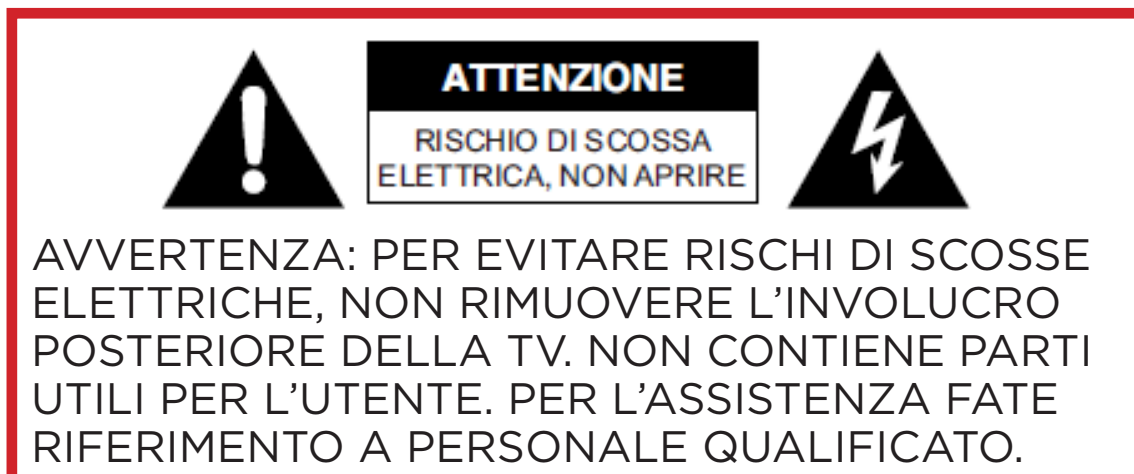 ATTENZIONE
RISCHIO DI SCOSSA
ELETTRICA, NON APRIRE
AVVERTENZA: PER EVITARE RISCHI DI SCOSSE
ELETTRICHE, NON RIMUOVERE L’INVOLUCRO
POSTERIORE DELLA TV. NON CONTIENE PARTI
UTILI PER L’UTENTE. PER L’ASSISTENZA FATE
RIFERIMENTO A PERSONALE QUALIFICATO.